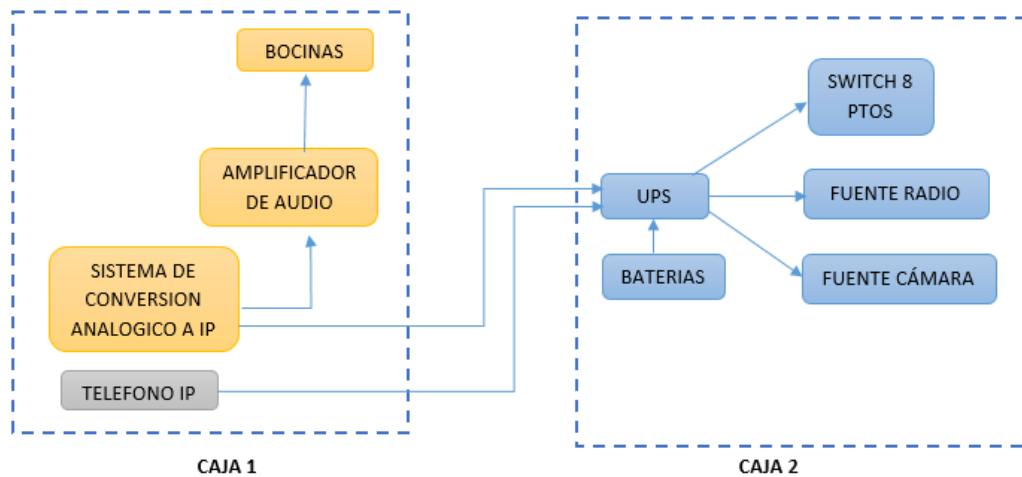 BOCINAS
AMPLIFICADOR
DE AUDIO
SISTEMA DE
CONVERSION
ANALOGICO A IP
TELEFONO IP
CAJA 1
SWITCH 8
PTOS
UPS
FUENTE RADIO
BATERIAS
FUENTE CÁMARA
CAJA 2